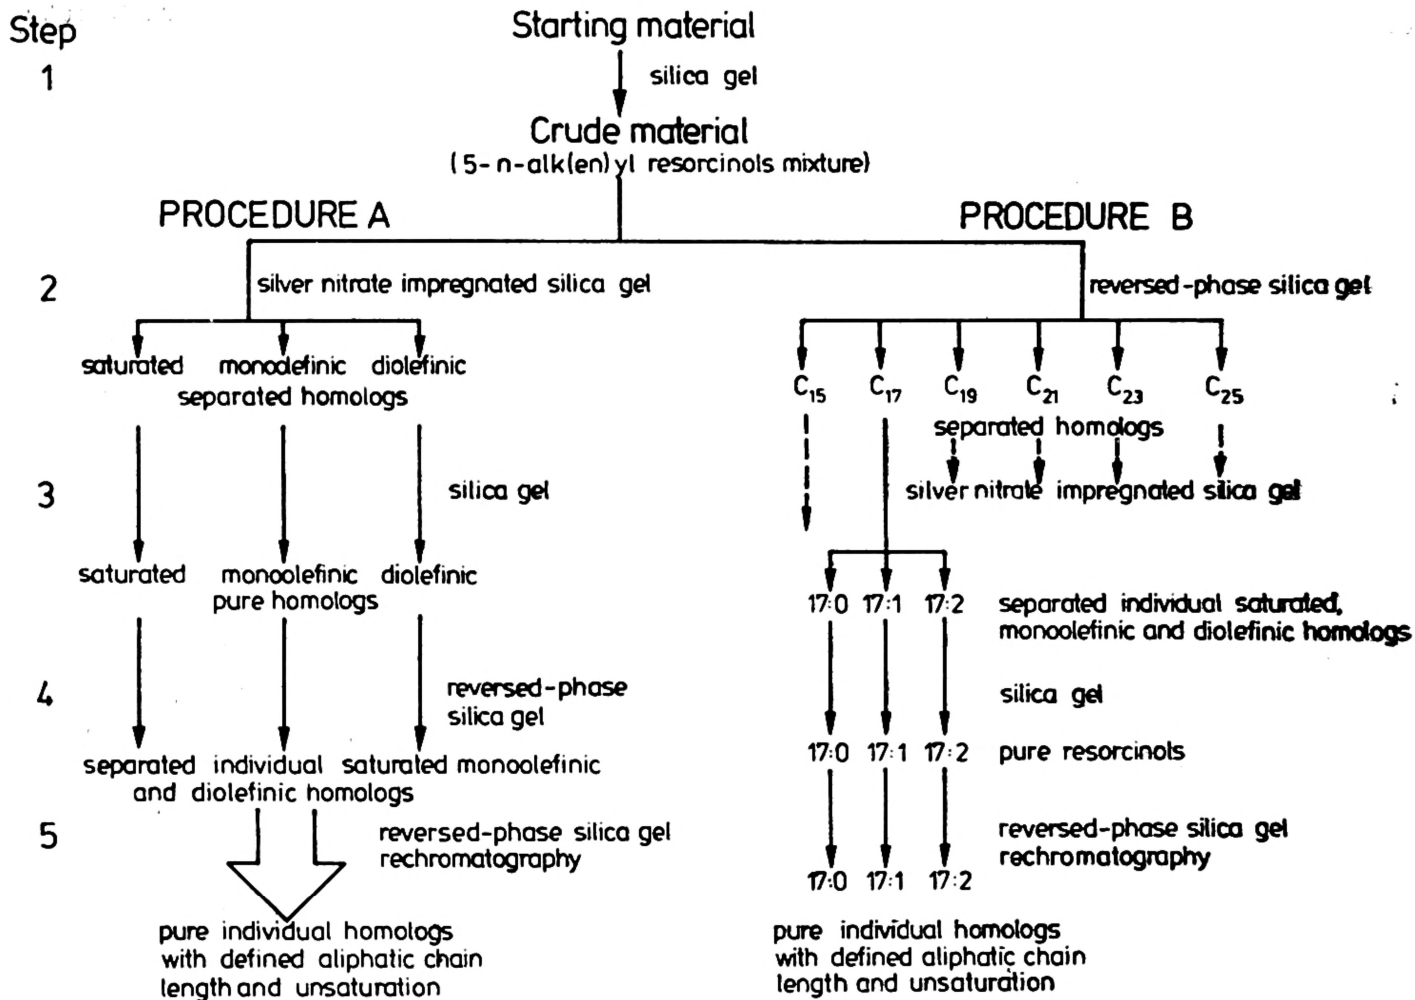 Step
Starting material
1
silica gel
Crude material
(5-n-alk(en)yl resorcinols mixture)
PROCEDURE A
PROCEDURE B
2
silver nitrate impregnated silica gel
reversed-phase silica gel
saturated monoolefinic diolefinic
separated homologs
C₁₅ C₁₇ C₁₉ C₂₁ C₂₃ C₂₅
separated homologs
3
silica gel
silver nitrate impregnated silica gel
saturated monoolefinic diolefinic
pure homologs
17:0 17:1 17:2
separated individual saturated,
monoolefinic and diolefinic homologs
4
reversed-phase
silica gel
silica gel
separated individual saturated monoolefinic
and diolefinic homologs
17:0 17:1 17:2 pure resorcinols
5
reversed-phase silica gel
rechromatography
reversed-phase silica gel
rechromatography
17:0 17:1 17:2
pure individual homologs
with defined aliphatic chain
length and unsaturation
pure individual homologs
with defined aliphatic chain
length and unsaturation